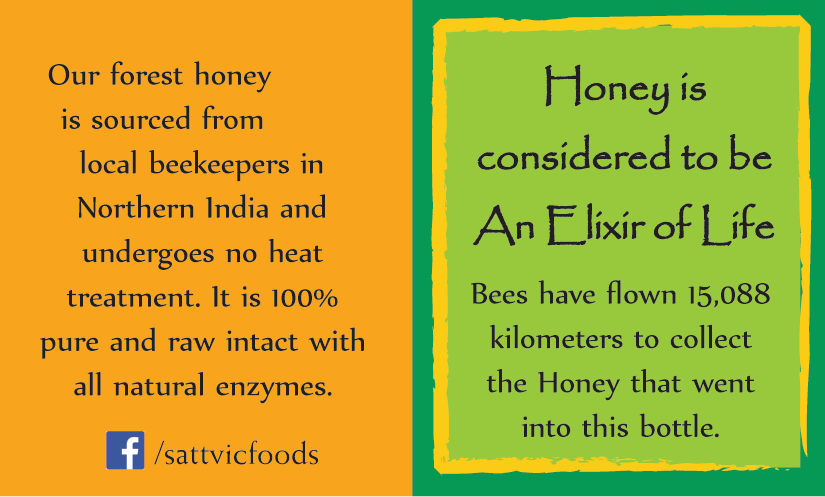 Our forest honey
is sourced from
local beekeepers in
Northern India and
undergoes no heat
treatment. It is 100%
pure and raw intact with
all natural enzymes.
f /sattvicfoods
Honey is
considered to be
An Elixir of Life
Bees have flown 15,088
kilometers to collect
the Honey that went
into this bottle.